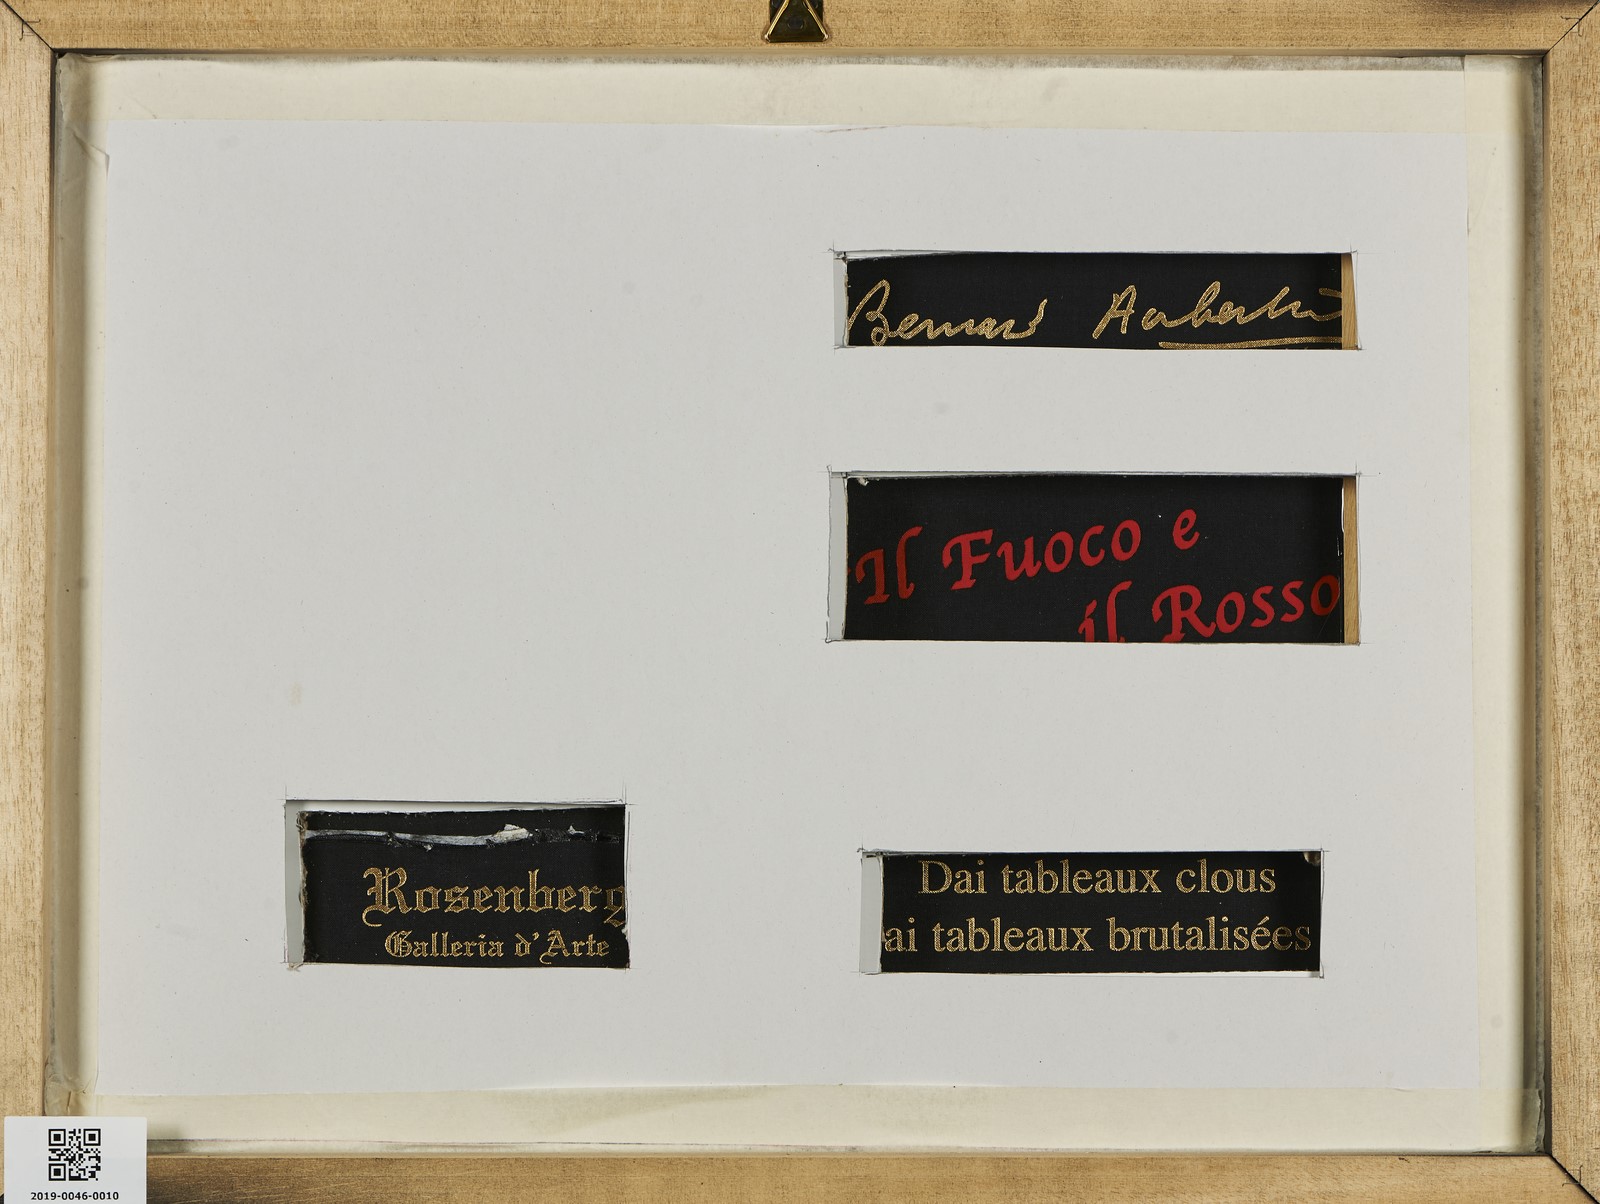 Bernard Aubertin
Il Fuoco e
il Rosso
Rosenberg
Galleria d'Arte
Dai tableaux clous
ai tableaux brutalisées
2019-0046-0010